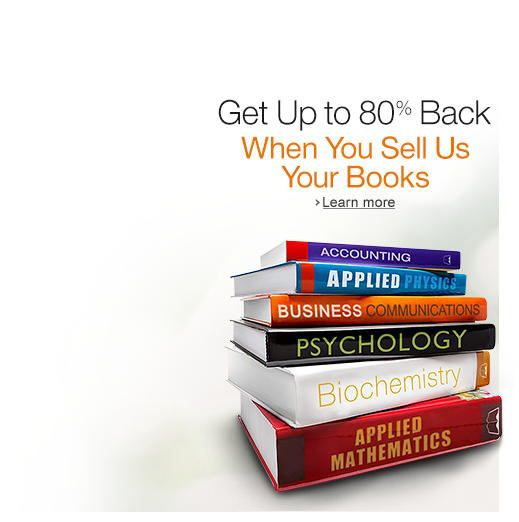 Get Up to 80% Back
When You Sell Us
Your Books
› Learn more
ACCOUNTING
APPLIED PHYSICS
BUSINESS COMMUNICATIONS
PSYCHOLOGY
Biochemistry
APPLIED
MATHEMATICS